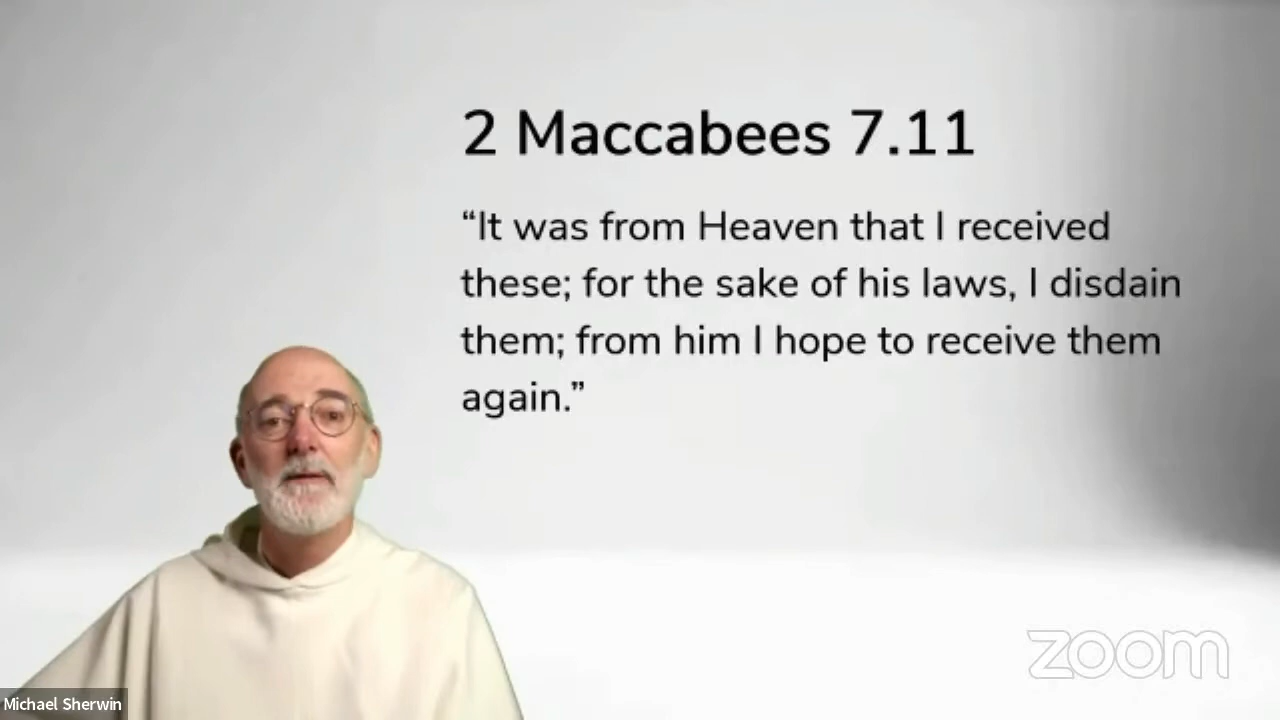 2 Maccabees 7.11
“It was from Heaven that I received
these; for the sake of his laws, I disdain
them; from him I hope to receive them
again.”
zoom
Michael Sherwin